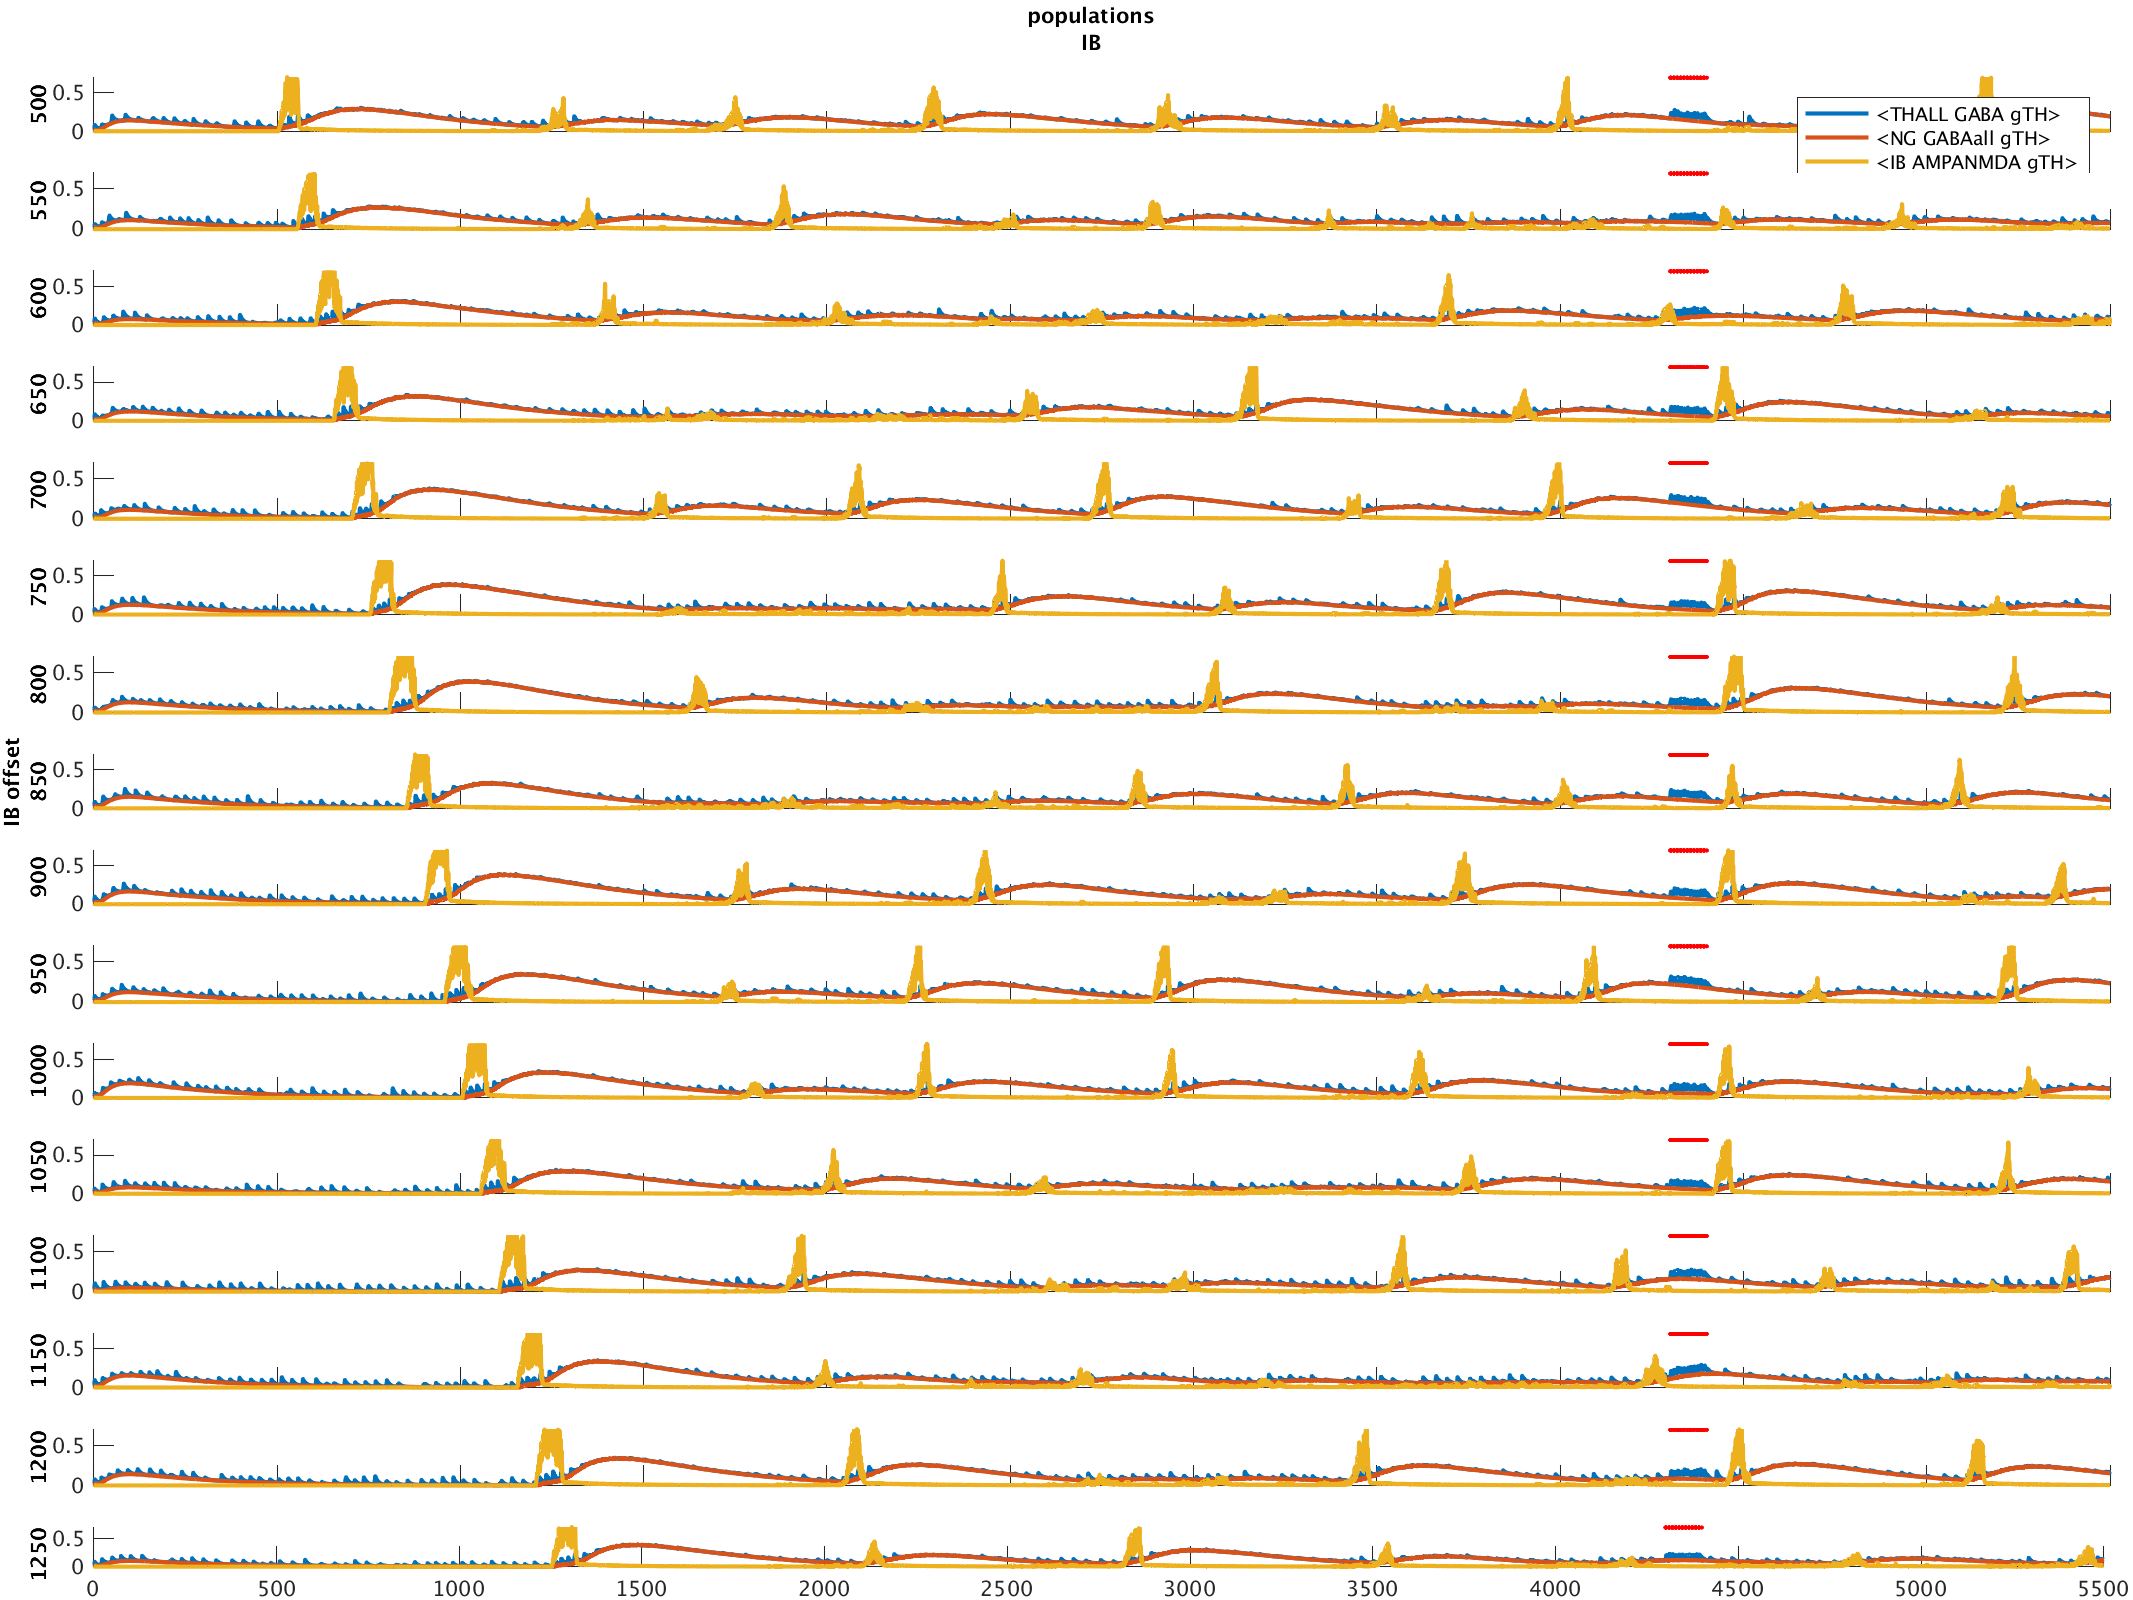 populations
IB
500 0.5 0
<THALL GABA gTH>
<NG GABAall gTH>
<IB AMPANMDA gTH>
550 0.5 0
600 0.5 0
650 0.5 0
700 0.5 0
750 0.5 0
800 0.5 0
IB offset
850 0.5 0
900 0.5 0
950 0.5 0
1000 0.5 0
1050 0.5 0
1100 0.5 0
1150 0.5 0
1200 0.5 0
1250 0.5 0
0 500 1000 1500 2000 2500 3000 3500 4000 4500 5000 5500